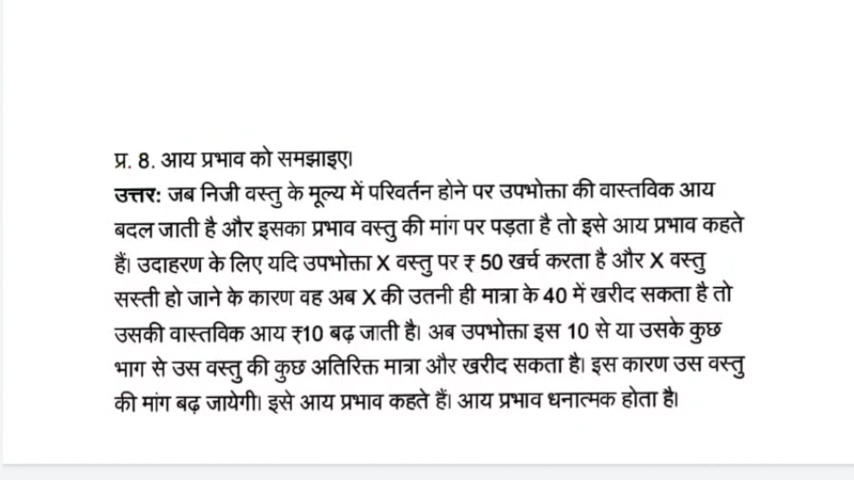 प्र. 8. आय प्रभाव को समझाइए।
उत्तर: जब निजी वस्तु के मूल्य में परिवर्तन होने पर उपभोक्ता की वास्तविक आय
बदल जाती है और इसका प्रभाव वस्तु की मांग पर पड़ता है तो इसे आय प्रभाव कहते
हैं। उदाहरण के लिए यदि उपभोक्ता X वस्तु पर ₹ 50 खर्च करता है और X वस्तु
सस्ती हो जाने के कारण वह अब X की उतनी ही मात्रा के 40 में खरीद सकता है तो
उसकी वास्तविक आय ₹10 बढ़ जाती है। अब उपभोक्ता इस 10 से या उसके कुछ
भाग से उस वस्तु की कुछ अतिरिक्त मात्रा और खरीद सकता है। इस कारण उस वस्तु
की मांग बढ़ जायेगी। इसे आय प्रभाव कहते हैं। आय प्रभाव धनात्मक होता है।